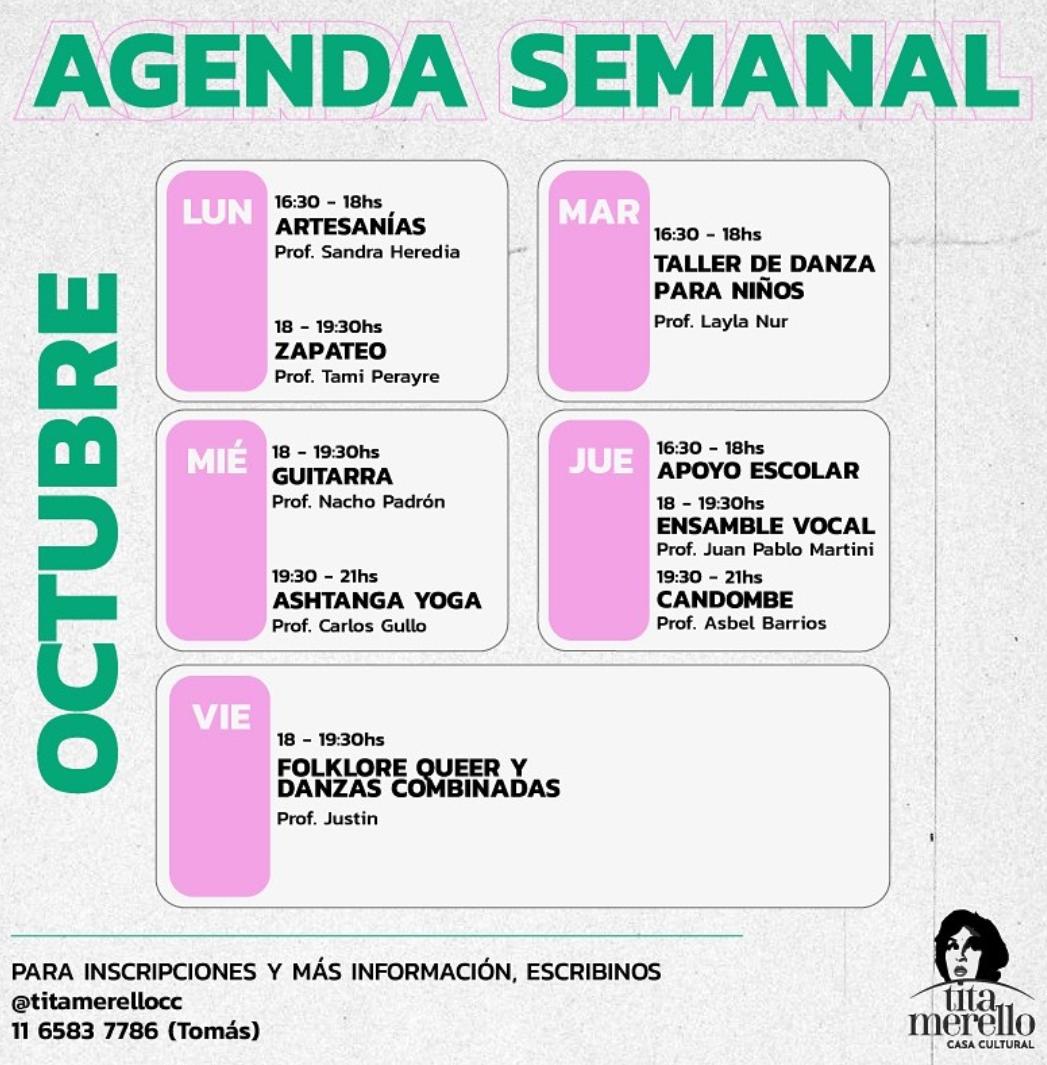 AGENDA SEMANAL
OCTUBRE
LUN
16:30 - 18hs
ARTESANÍAS
Prof. Sandra Heredia
18 - 19:30hs
ZAPATEO
Prof. Tami Perayre
MAR
16:30 - 18hs
TALLER DE DANZA
PARA NIÑOS
Prof. Layla Nur
MIÉ
18 - 19:30hs
GUITARRA
Prof. Nacho Padrón
19:30 - 21hs
ASHTANGA YOGA
Prof. Carlos Gullo
JUE
16:30 - 18hs
APOYO ESCOLAR
18 - 19:30hs
ENSAMBLE VOCAL
Prof. Juan Pablo Martini
19:30 - 21hs
CANDOMBE
Prof. Asbel Barrios
VIE
18 - 19:30hs
FOLKLORE QUEER Y
DANZAS COMBINADAS
Prof. Justin
PARA INSCRIPCIONES Y MÁS INFORMACIÓN, ESCRIBINOS
@titamerellocc
11 6583 7786 (Tomás)
tita
merello
CASA CULTURAL